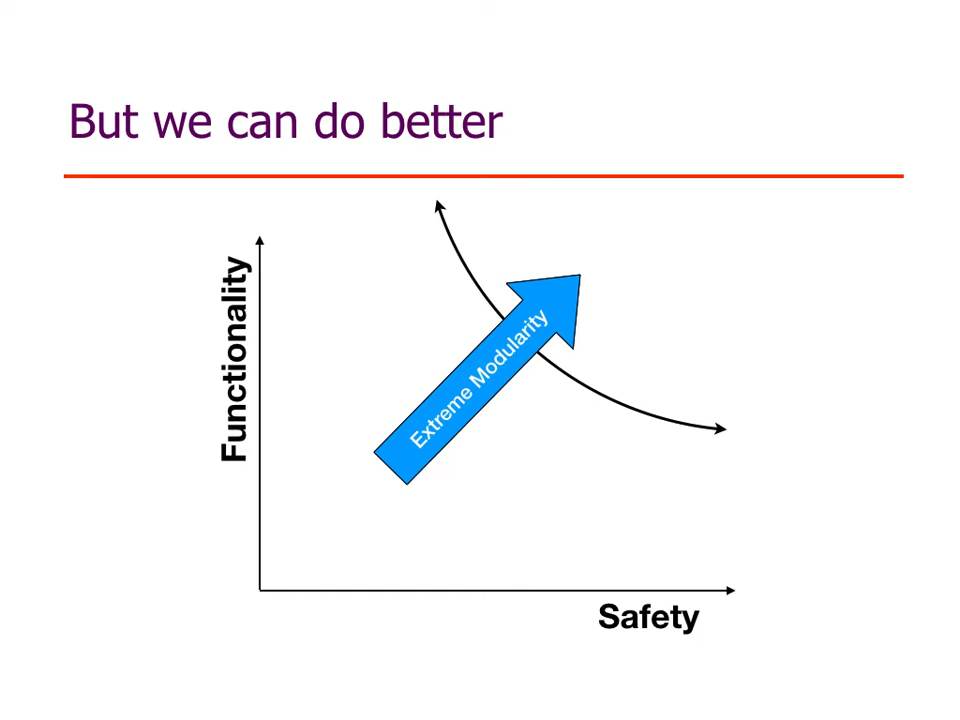 But we can do better
Functionality
Extreme Modularity
Safety